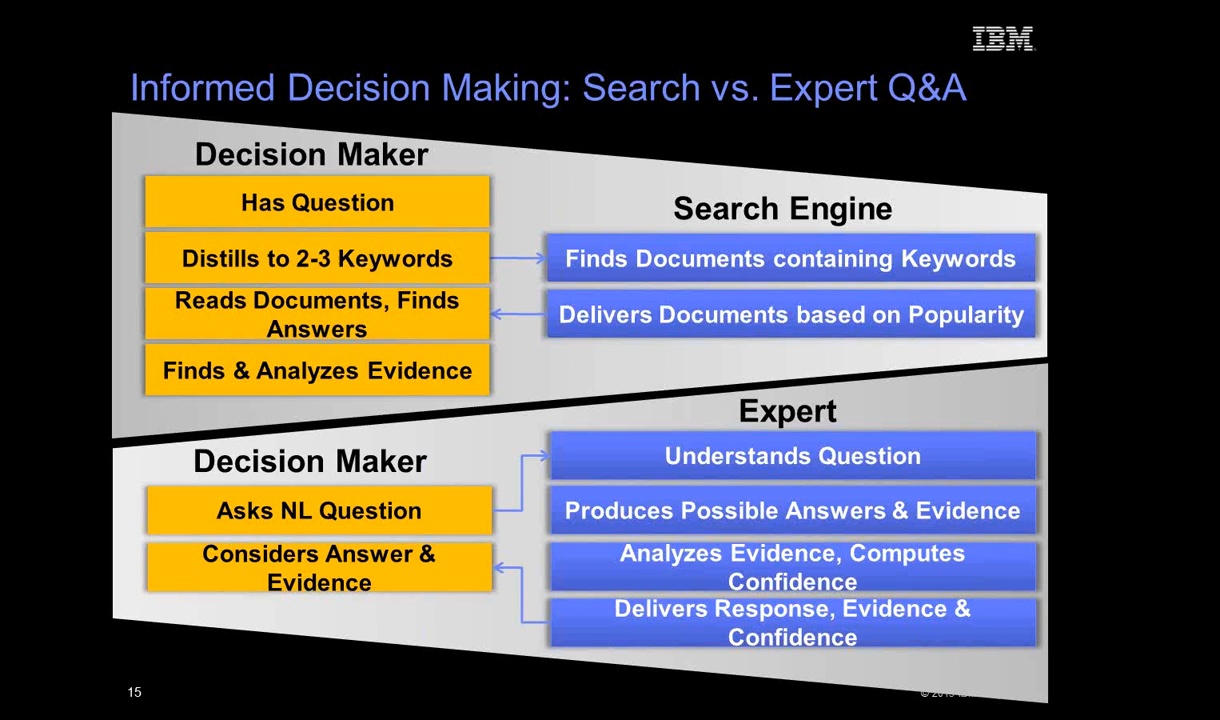 IBM
Informed Decision Making: Search vs. Expert Q&A
Decision Maker
Has Question
Distills to 2-3 Keywords
Reads Documents, Finds
Answers
Finds & Analyzes Evidence
Search Engine
Finds Documents containing Keywords
Delivers Documents based on Popularity
Decision Maker
Asks NL Question
Considers Answer &
Evidence
Expert
Understands Question
Produces Possible Answers & Evidence
Analyzes Evidence, Computes
Confidence
Delivers Response, Evidence &
Confidence
15
©